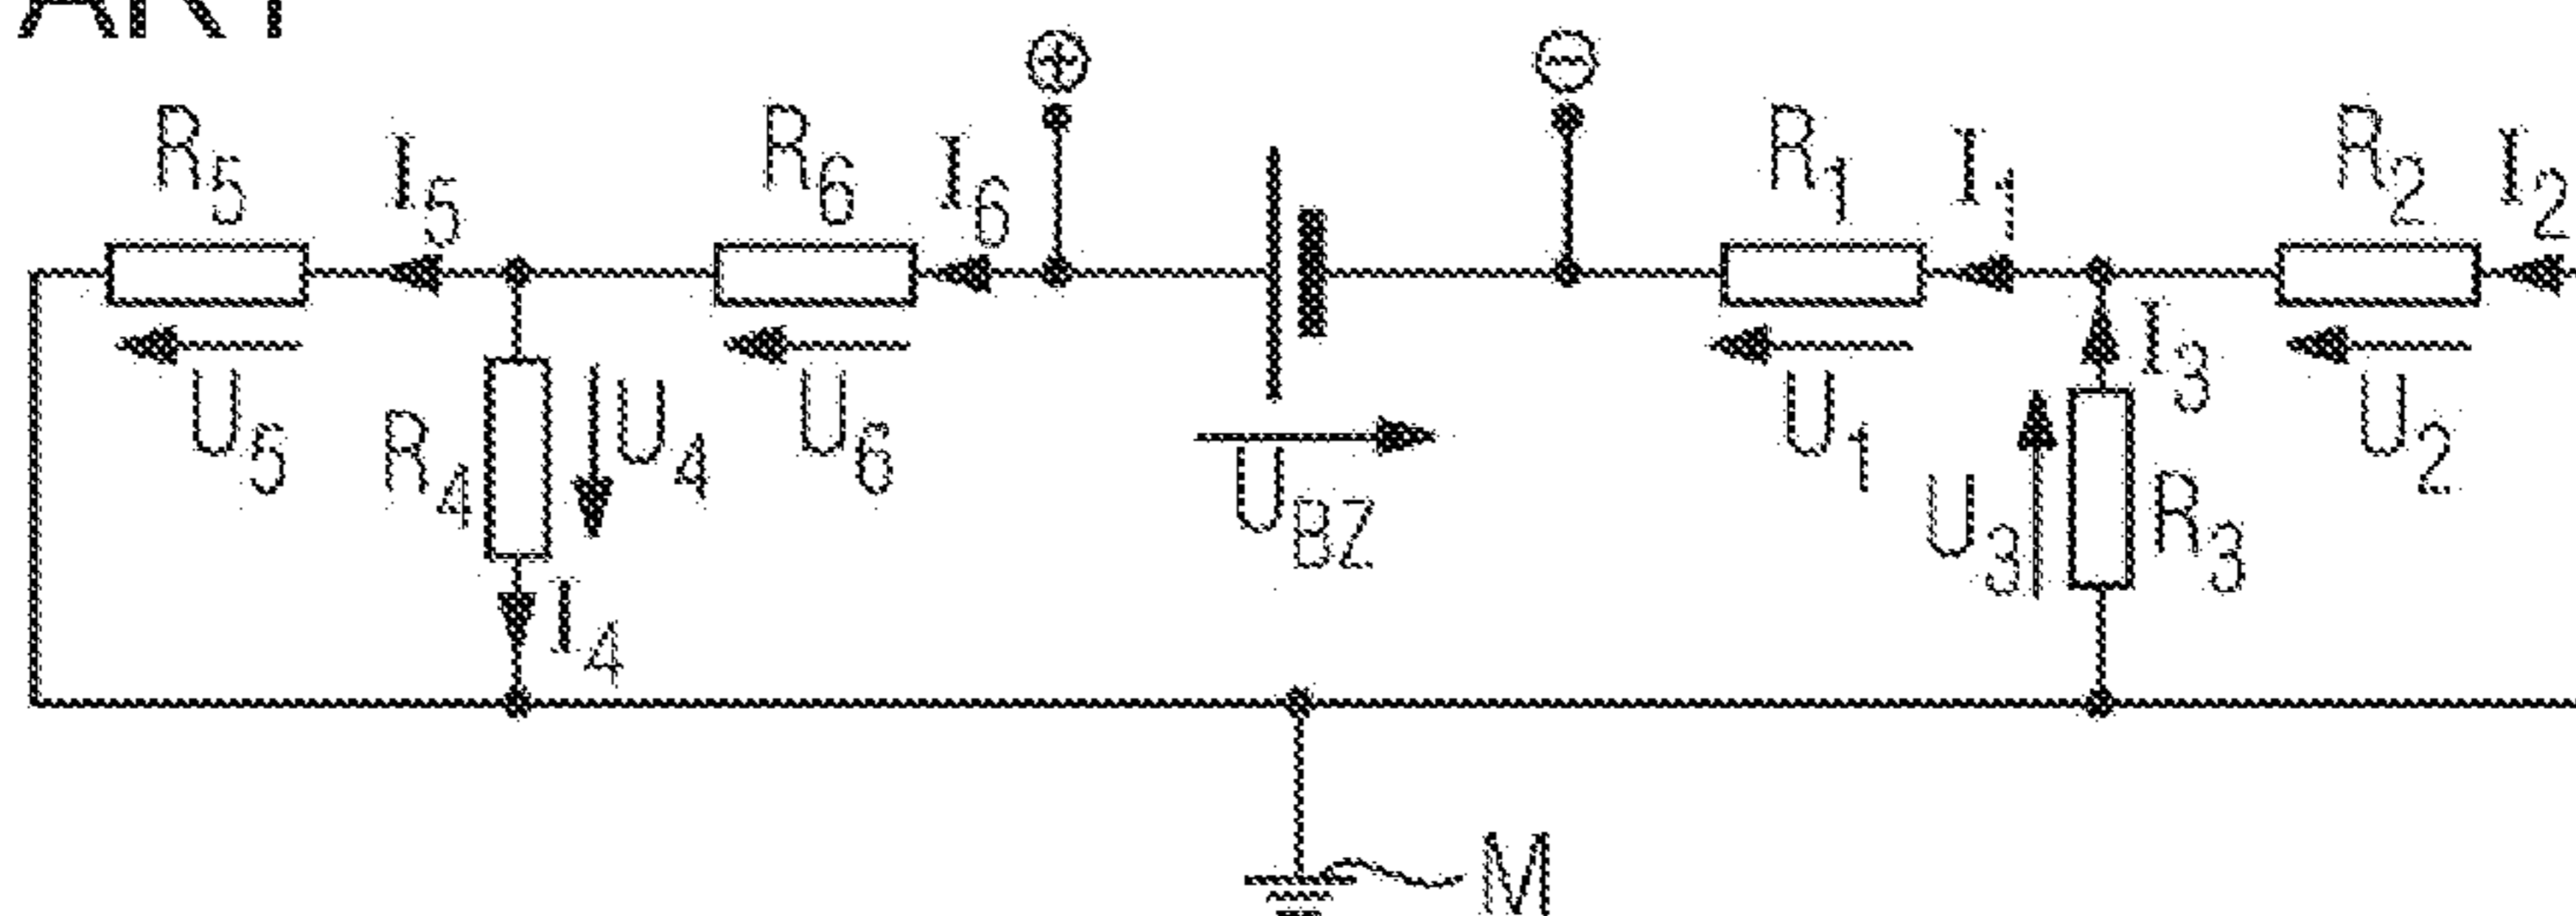 ART
⊕ ⊖
R5 I5 R6 I6 R1 I1 R2 I2
U5 R4 U4 U6 UBZ U1 U3 I3 R3 U2
I4
M